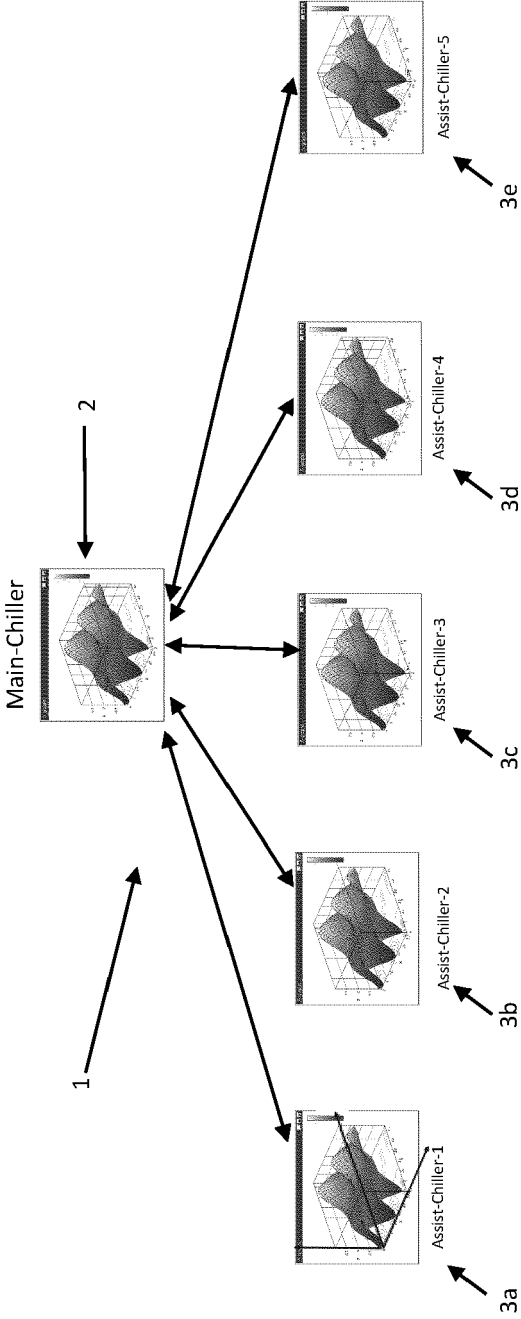 Main-Chiller
2
1
Assist-Chiller-1
Assist-Chiller-2
Assist-Chiller-3
Assist-Chiller-4
Assist-Chiller-5
3a
3b
3c
3d
3e